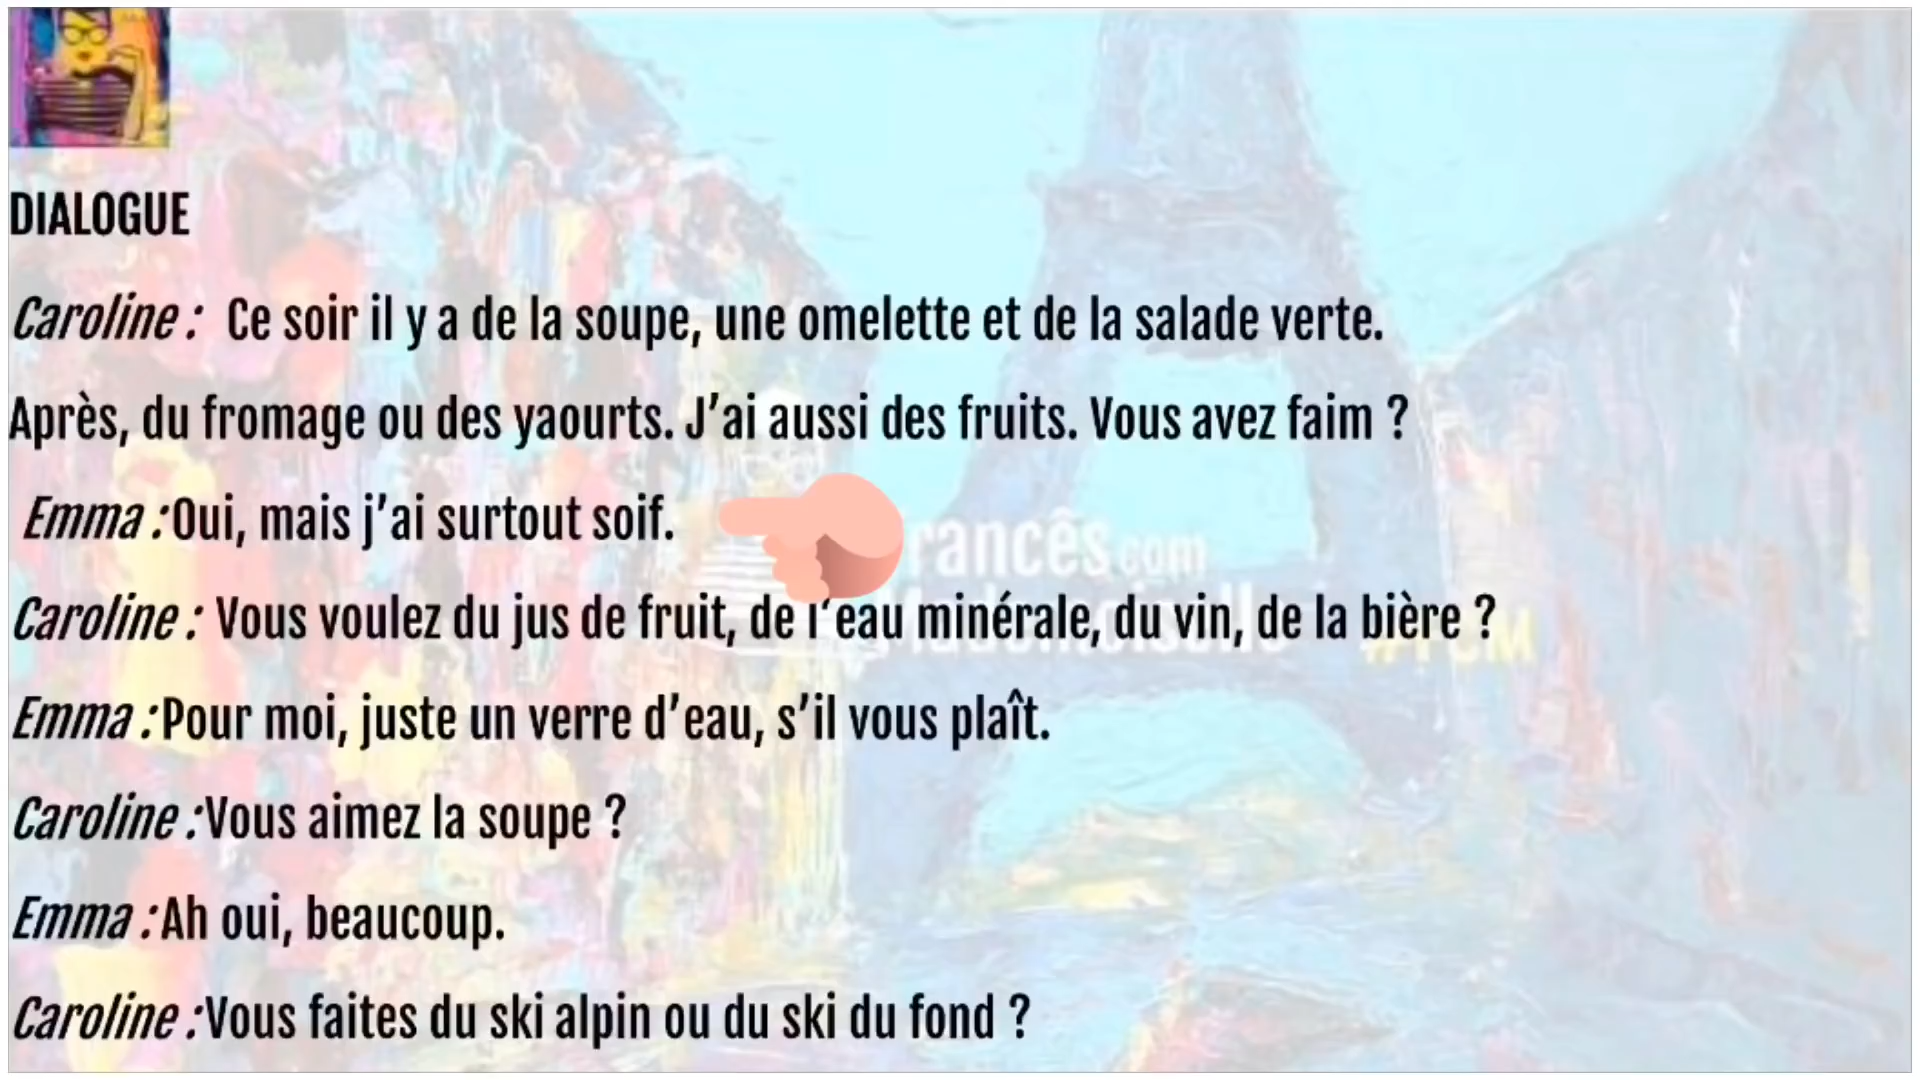 DIALOGUE
Caroline : Ce soir il y a de la soupe, une omelette et de la salade verte.
Après, du fromage ou des yaourts. J’ai aussi des fruits. Vous avez faim ?
Emma :Oui, mais j’ai surtout soif.
rancês.com
Caroline : Vous voulez du jus de fruit, de l’eau minérale, du vin, de la bière ?
Emma :Pour moi, juste un verre d’eau, s’il vous plaît.
Caroline :Vous aimez la soupe ?
Emma :Ah oui, beaucoup.
Caroline :Vous faites du ski alpin ou du ski du fond ?